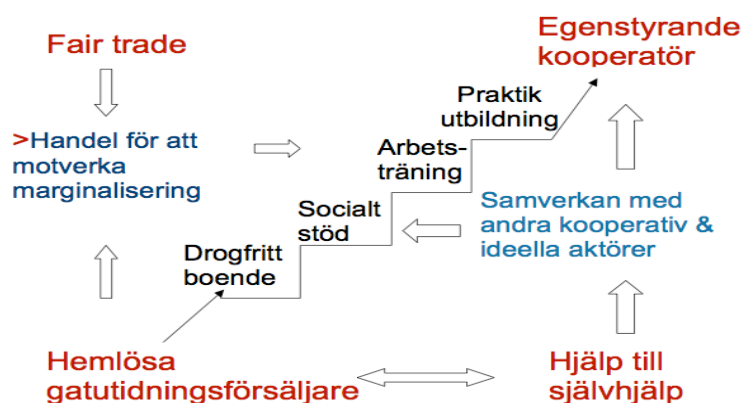 Fair trade
>Handel för att
motverka
marginalisering
Hemlösa
gatutidningsförsäljare
Drogfritt
boende
Socialt
stöd
Arbets-
träning
Praktik
utbildning
Egenstyrande
kooperatör
Samverkan med
andra kooperativ &
ideella aktörer
Hjälp till
självhjälp